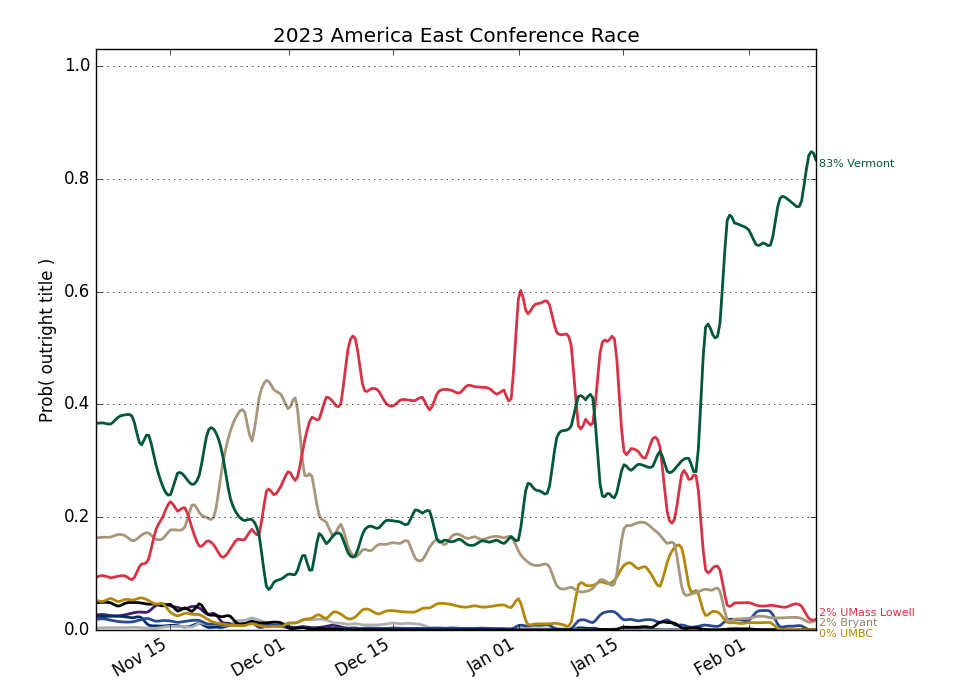 2023 America East Conference Race
Prob( outright title )
1.0
0.8
0.6
0.4
0.2
0.0
Nov 15
Dec 01
Dec 15
Jan 01
Jan 15
Feb 01
83% Vermont
2% UMass Lowell
2% Bryant
0% UMBC